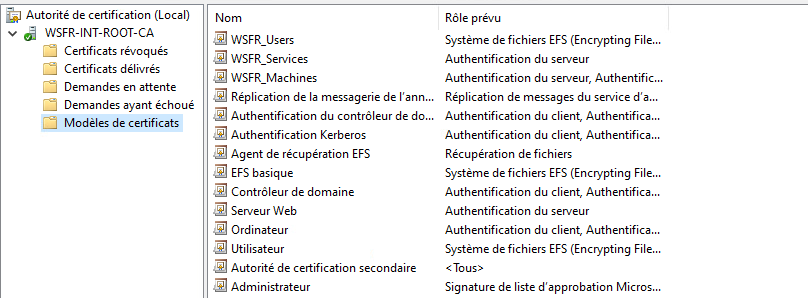 Autorité de certification (Local)
WSFR-INT-ROOT-CA
Certificats révoqués
Certificats délivrés
Demandes en attente
Demandes ayant échoué
Modèles de certificats
Nom Rôle prévu
WSFR_Users Système de fichiers EFS (Encrypting File...
WSFR_Services Authentification du serveur
WSFR_Machines Authentification du serveur, Authentific...
Réplication de la messagerie de l'ann... Réplication de messages du service d'a...
Authentification du contrôleur de do... Authentification du client, Authentifica...
Authentification Kerberos Authentification du client, Authentifica...
Agent de récupération EFS Récupération de fichiers
EFS basique Système de fichiers EFS (Encrypting File...
Contrôleur de domaine Authentification du client, Authentifica...
Serveur Web Authentification du serveur
Ordinateur Authentification du client, Authentifica...
Utilisateur Système de fichiers EFS (Encrypting File...
Autorité de certification secondaire <Tous>
Administrateur Signature de liste d'approbation Micros...